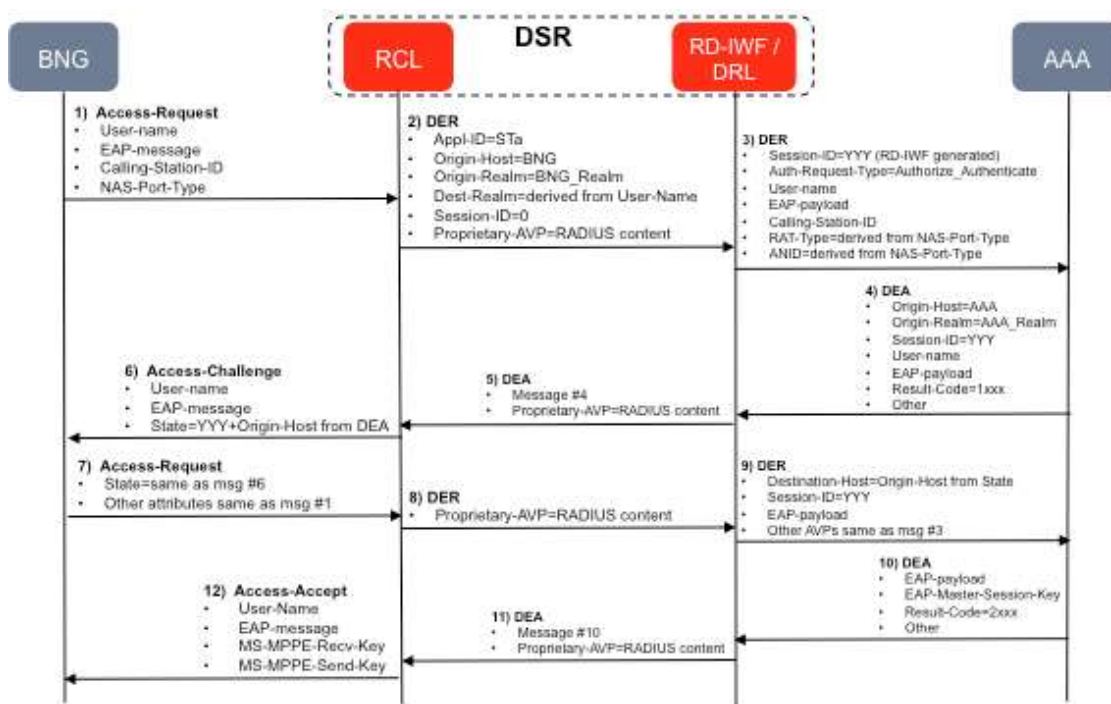 DSR
BNG
RCL
RD-IWF /
DRL
AAA
1) Access-Request
• User-name
• EAP-message
• Calling-Station-ID
• NAS-Port-Type
2) DER
• Appl-ID=STa
• Origin-Host=BNG
• Origin-Realm=BNG_Realm
• Dest-Realm=derived from User-Name
• Session-ID=0
• Proprietary-AVP=RADIUS content
3) DER
• Session-ID=YYY (RD-IWF generated)
• Auth-Request-Type=Authorize_Authenticate
• User-name
• EAP-payload
• Calling-Station-ID
• RAT-Type=derived from NAS-Port-Type
• ANID=derived from NAS-Port-Type
4) DEA
• Origin-Host=AAA
• Origin-Realm=AAA_Realm
• Session-ID=YYY
• User-name
• EAP-payload
• Result-Code=1xxx
• Other
5) DEA
• Message #4
• Proprietary-AVP=RADIUS content
6) Access-Challenge
• User-name
• EAP-message
• State=YYY+Origin-Host from DEA
7) Access-Request
• State=same as msg #6
• Other attributes same as msg #1
8) DER
• Proprietary-AVP=RADIUS content
9) DER
• Destination-Host=Origin-Host from State
• Session-ID=YYY
• EAP-payload
• Other AVPs same as msg #3
10) DEA
• EAP-payload
• EAP-Master-Session-Key
• Result-Code=2xxx
• Other
11) DEA
• Message #10
• Proprietary-AVP=RADIUS content
12) Access-Accept
• User-Name
• EAP-message
• MS-MPPE-Recv-Key
• MS-MPPE-Send-Key